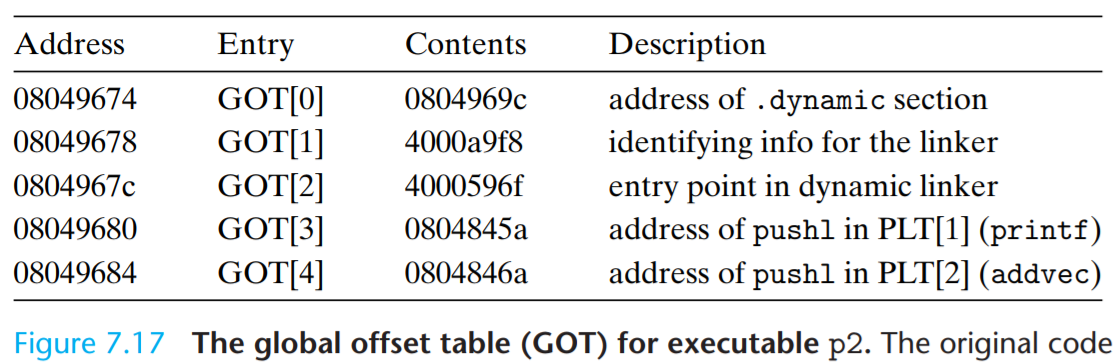 Address Entry Contents Description
08049674 GOT[0] 0804969c address of .dynamic section
08049678 GOT[1] 4000a9f8 identifying info for the linker
0804967c GOT[2] 4000596f entry point in dynamic linker
08049680 GOT[3] 0804845a address of pushl in PLT[1] (printf)
08049684 GOT[4] 0804846a address of pushl in PLT[2] (addvec)
Figure 7.17 The global offset table (GOT) for executable p2. The original code